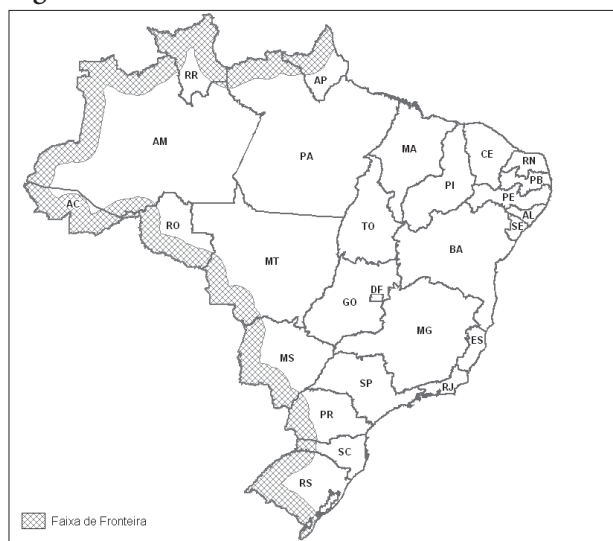 RR
AP
AM
PA
MA
CE
RN
PB
PI
PE
AL
SE
AC
RO
TO
BA
MT
DF
GO
MG
ES
MS
SP
RJ
PR
SC
RS
Faixa de Fronteira